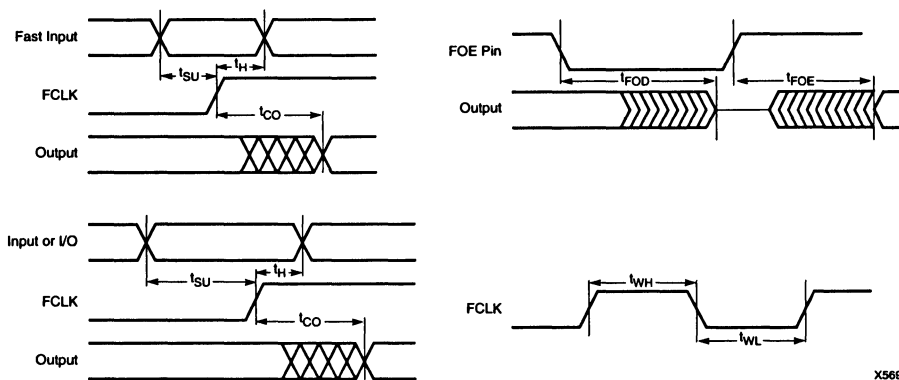 Fast Input
tSU
tH
FCLK
tCO
Output
FOE Pin
tFOD
tFOE
Output
Input or I/O
tSU
tH
FCLK
tCO
Output
FCLK
tWH
tWL
X569